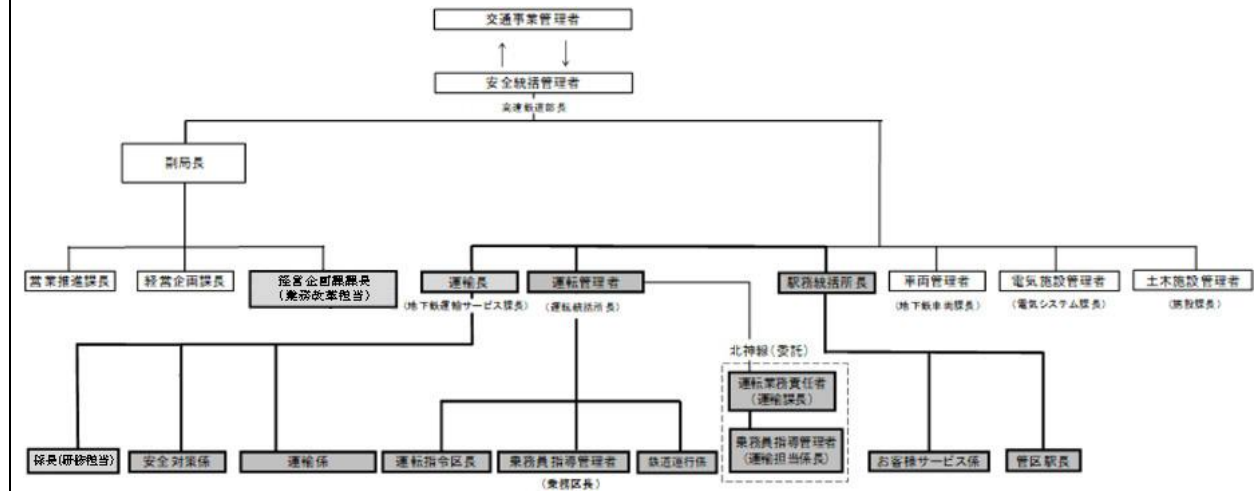 交通事業管理者
安全統括管理者
高速鉄道部長
副局長
営業推進課長
経営企画課長
経営企画課課長
(業務改革担当)
運輸長
(地下鉄運輸サービス課長)
運転管理者
(運転統括所長)
駅務統括所長
車両管理者
(地下鉄車両課長)
電気施設管理者
(電気システム課長)
土木施設管理者
(施設課長)
北神線(委託)
運転業務責任者
(運輸課長)
乗務員指導管理者
(運輸担当係長)
係長(研修担当)
安全対策係
運輸係
運転指令区長
乗務員指導管理者
(乗務区長)
鉄道運行係
お客様サービス係
管区駅長